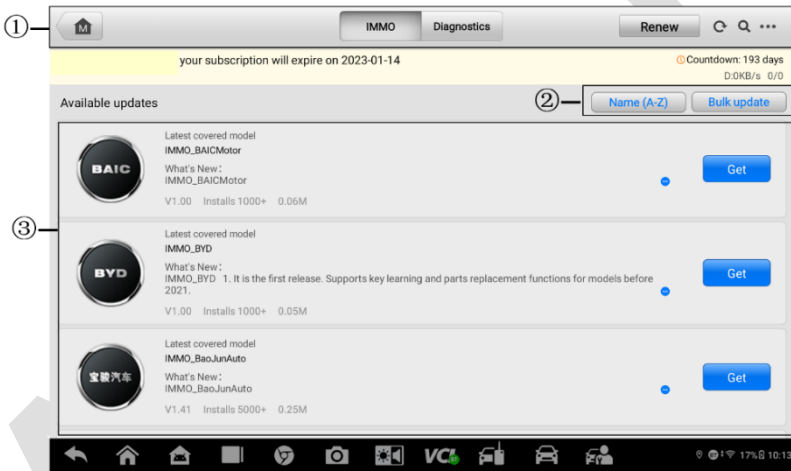 ①
M
IMMO
Diagnostics
Renew
your subscription will expire on 2023-01-14
Countdown: 193 days
D:0KB/s 0/0
Available updates
②
Name (A-Z)
Bulk update
③
BAIC
Latest covered model
IMMO_BAICMotor
What's New:
IMMO_BAICMotor
V1.00 Installs 1000+ 0.06M
Get
BYD
Latest covered model
IMMO_BYD
What's New:
IMMO_BYD 1. It is the first release. Supports key learning and parts replacement functions for models before
2021.
V1.00 Installs 1000+ 0.05M
Get
宝骏汽车
Latest covered model
IMMO_BaoJunAuto
What's New:
IMMO_BaoJunAuto
V1.41 Installs 5000+ 0.25M
Get
VCI
17% 10:13